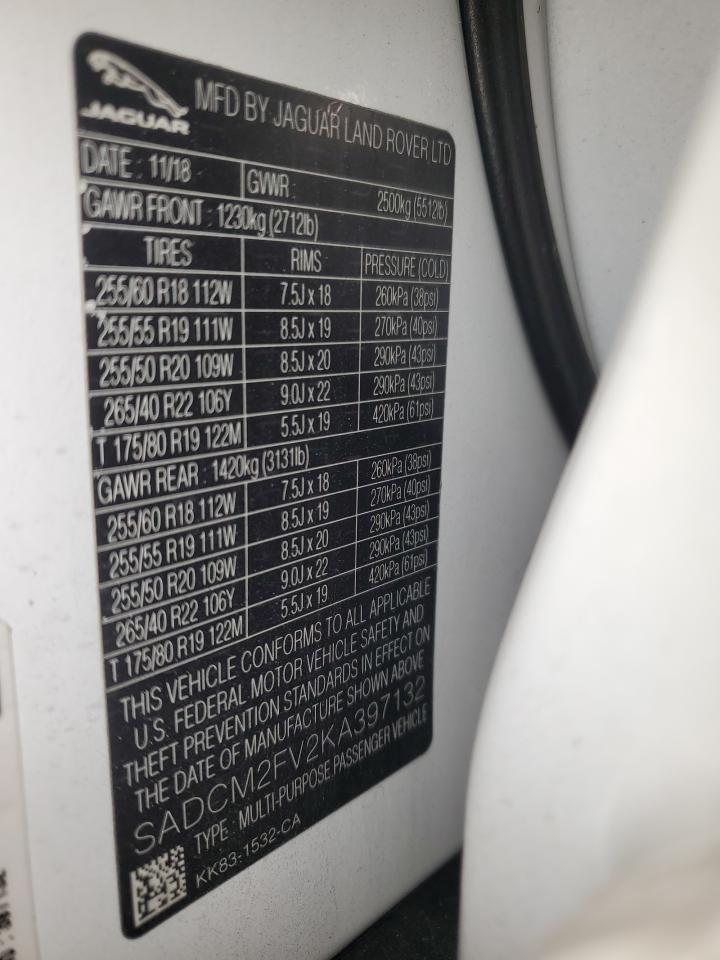 JAGUAR
MFD BY JAGUAR LAND ROVER LTD
DATE : 11/18 GVWR : 2500kg (5512lb)
GAWR FRONT : 1230kg (2712lb)
TIRES RIMS PRESSURE (COLD)
255/60 R18 112W 7.5J x 18 260kPa (38psi)
255/55 R19 111W 8.5J x 19 270kPa (40psi)
255/50 R20 109W 8.5J x 20 290kPa (43psi)
265/40 R22 106Y 9.0J x 22 290kPa (43psi)
T 175/80 R19 122M 5.5J x 19 420kPa (61psi)
GAWR REAR : 1420kg (3131lb)
255/60 R18 112W 7.5J x 18 260kPa (38psi)
255/55 R19 111W 8.5J x 19 270kPa (40psi)
255/50 R20 109W 8.5J x 20 290kPa (43psi)
265/40 R22 106Y 9.0J x 22 290kPa (43psi)
T 175/80 R19 122M 5.5J x 19 420kPa (61psi)
THIS VEHICLE CONFORMS TO ALL APPLICABLE
U.S. FEDERAL MOTOR VEHICLE SAFETY AND
THEFT PREVENTION STANDARDS IN EFFECT ON
THE DATE OF MANUFACTURE SHOWN ABOVE
SADCM2FV2KA397132
TYPE : MULTI-PURPOSE PASSENGER VEHICLE
KK83-1532-CA